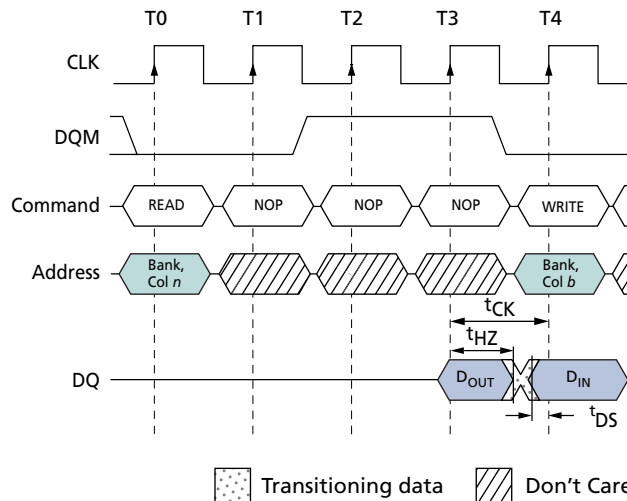 T0 T1 T2 T3 T4
CLK
DQM
Command READ NOP NOP NOP WRITE
Address Bank, Col n Bank, Col b
tCK
tHZ
DQ DOUT DIN
tDS
Transitioning data Don't Care